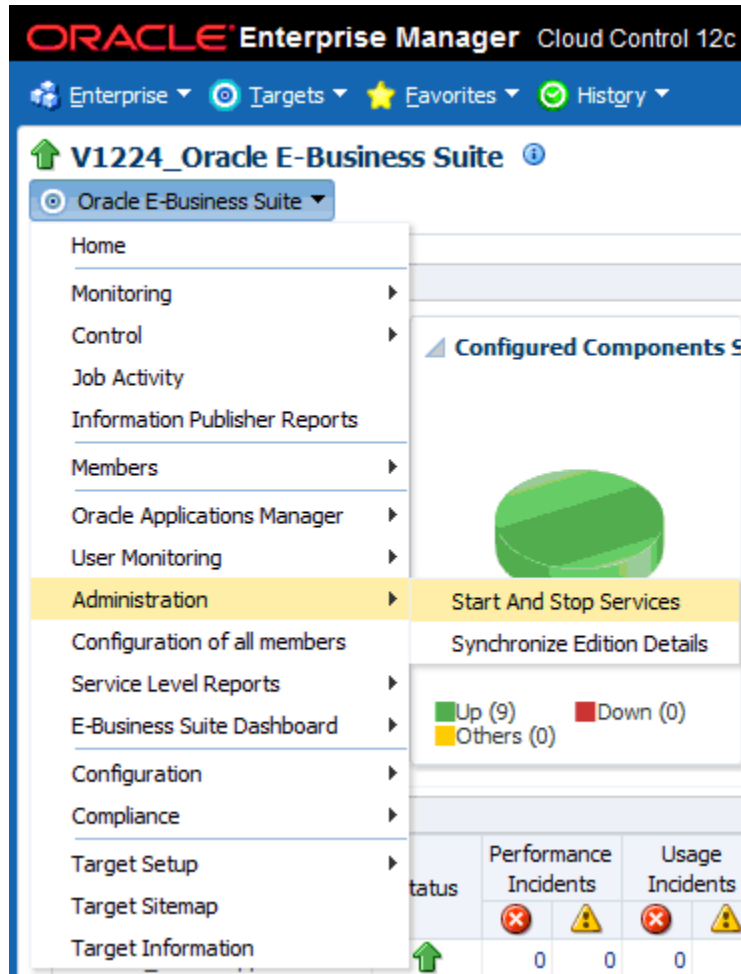 ORACLE Enterprise Manager Cloud Control 12c
Enterprise Targets Favorites History
V1224_Oracle E-Business Suite
Oracle E-Business Suite
Home
Monitoring
Control
Configured Components S
Job Activity
Information Publisher Reports
Members
Oracle Applications Manager
User Monitoring
Administration
Start And Stop Services
Configuration of all members
Synchronize Edition Details
Service Level Reports
E-Business Suite Dashboard
Up (9) Down (0)
Others (0)
Configuration
Compliance
Target Setup
Performance Usage
tatus Incidents Incidents
Target Sitemap
Target Information
0 0 0